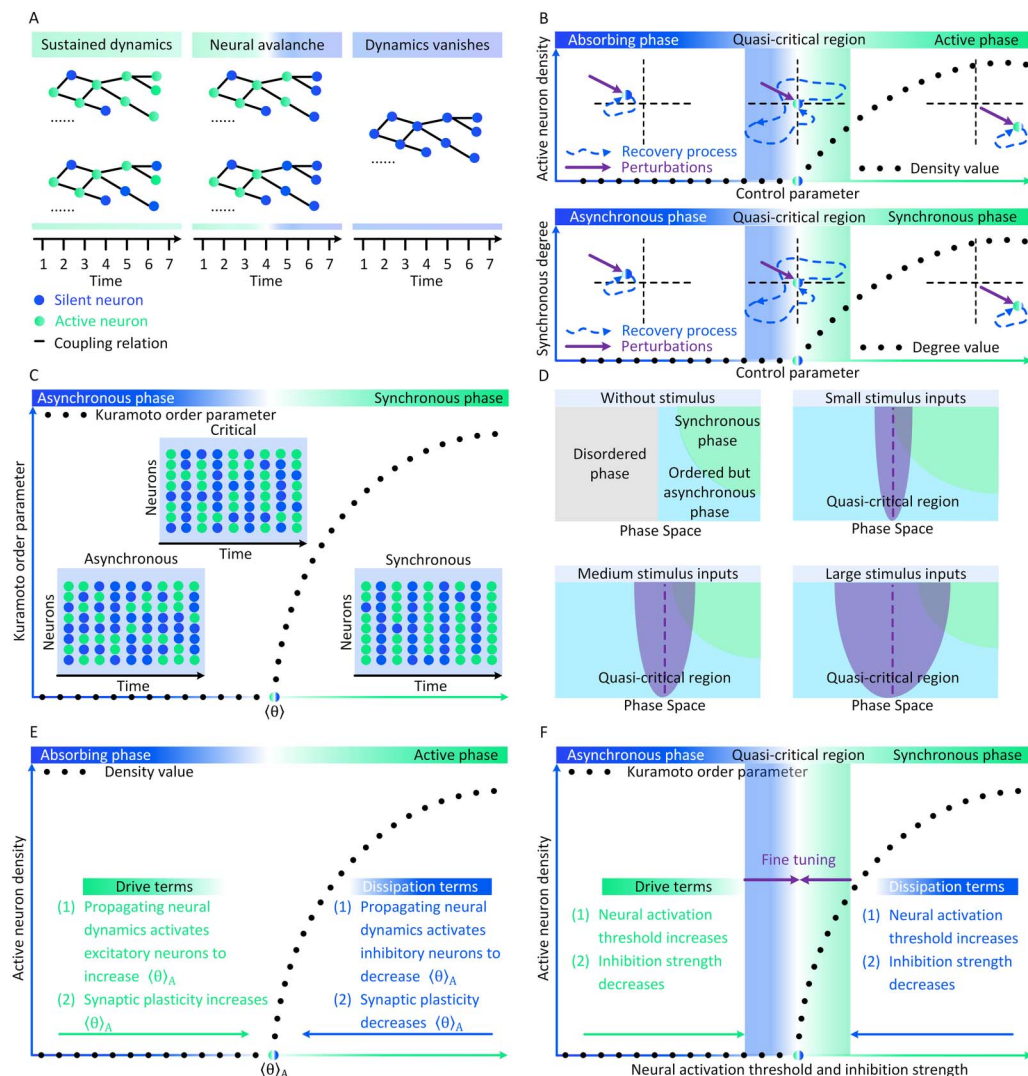 A
Sustained dynamics
Neural avalanche
Dynamics vanishes
......
......
......
......
......
1 2 3 4 5 6 7
Time
1 2 3 4 5 6 7
Time
1 2 3 4 5 6 7
Time
Silent neuron
Active neuron
Coupling relation
B
Absorbing phase
Quasi-critical region
Active phase
Active neuron density
Recovery process
Perturbations
Density value
Control parameter
Asynchronous phase
Quasi-critical region
Synchronous phase
Synchronous degree
Recovery process
Perturbations
Degree value
Control parameter
C
Asynchronous phase
Synchronous phase
Kuramoto order parameter
Kuramoto order parameter
Critical
Neurons
Time
Asynchronous
Neurons
Time
Synchronous
Neurons
Time
⟨θ⟩
D
Without stimulus
Disordered
phase
Synchronous
phase
Ordered but
asynchronous
phase
Phase Space
Small stimulus inputs
Quasi-critical region
Phase Space
Medium stimulus inputs
Quasi-critical region
Phase Space
Large stimulus inputs
Quasi-critical region
Phase Space
E
Absorbing phase
Active phase
Density value
Active neuron density
Drive terms
(1) Propagating neural
dynamics activates
excitatory neurons to
increase ⟨θ⟩A
(2) Synaptic plasticity increases
⟨θ⟩A
Dissipation terms
(1) Propagating neural
dynamics activates
inhibitory neurons to
decrease ⟨θ⟩A
(2) Synaptic plasticity
decreases ⟨θ⟩A
⟨θ⟩A
F
Asynchronous phase
Quasi-critical region
Synchronous phase
Kuramoto order parameter
Active neuron density
Fine tuning
Drive terms
(1) Neural activation
threshold increases
(2) Inhibition strength
decreases
Dissipation terms
(1) Neural activation
threshold increases
(2) Inhibition strength
decreases
Neural activation threshold and inhibition strength